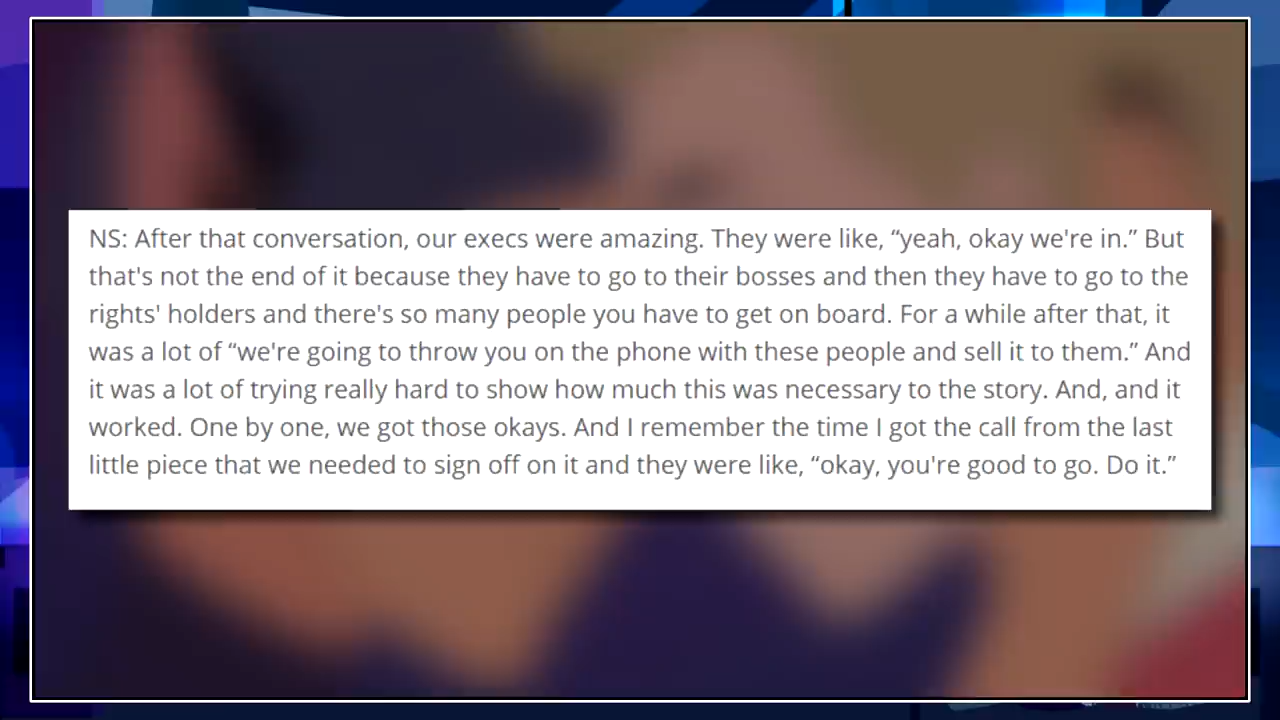 NS: After that conversation, our execs were amazing. They were like, “yeah, okay we're in.” But
that's not the end of it because they have to go to their bosses and then they have to go to the
rights' holders and there's so many people you have to get on board. For a while after that, it
was a lot of “we're going to throw you on the phone with these people and sell it to them.” And
it was a lot of trying really hard to show how much this was necessary to the story. And, and it
worked. One by one, we got those okays. And I remember the time I got the call from the last
little piece that we needed to sign off on it and they were like, “okay, you're good to go. Do it.”